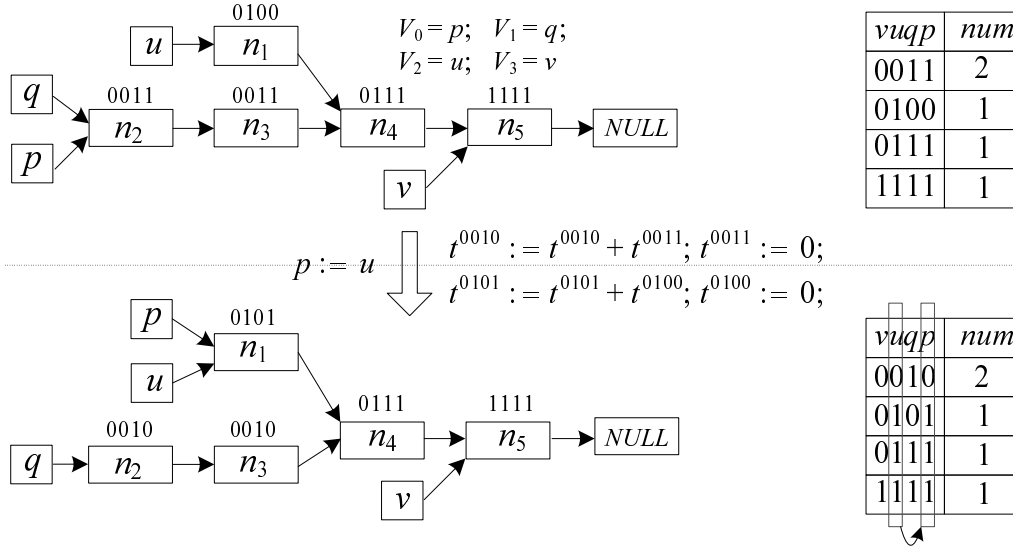 0100
u n₁
V₀ = p; V₁ = q;
V₂ = u; V₃ = v
q
0011 0011 0111 1111
n₂ n₃ n₄ n₅ NULL
p
v
vuqp num
0011 2
0100 1
0111 1
1111 1
p := u
t⁰⁰¹⁰ := t⁰⁰¹⁰ + t⁰⁰¹¹; t⁰⁰¹¹ := 0;
t⁰¹⁰¹ := t⁰¹⁰¹ + t⁰¹⁰⁰; t⁰¹⁰⁰ := 0;
p
0101
n₁
u
0111 1111
n₄ n₅ NULL
0010 0010
q n₂ n₃
v
vuqp num
0010 2
0101 1
0111 1
1111 1